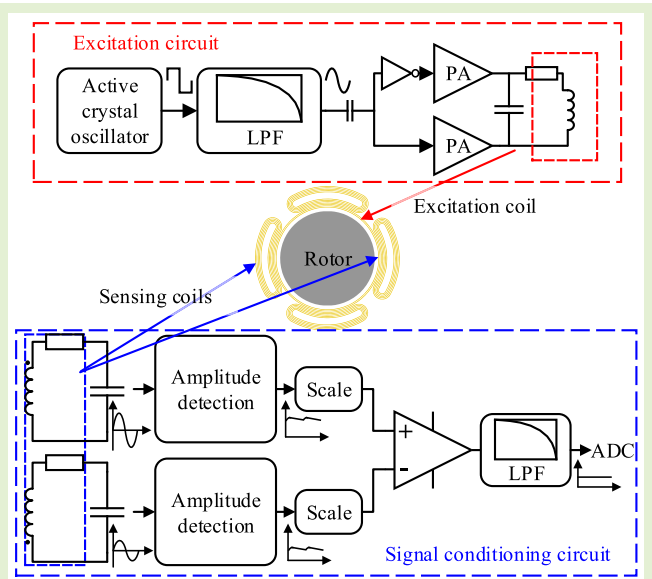 Excitation circuit
Active
crystal
oscillator
LPF
PA
PA
Excitation coil
Rotor
Sensing coils
Amplitude
detection
Scale
+
-
LPF
ADC
Amplitude
detection
Scale
Signal conditioning circuit